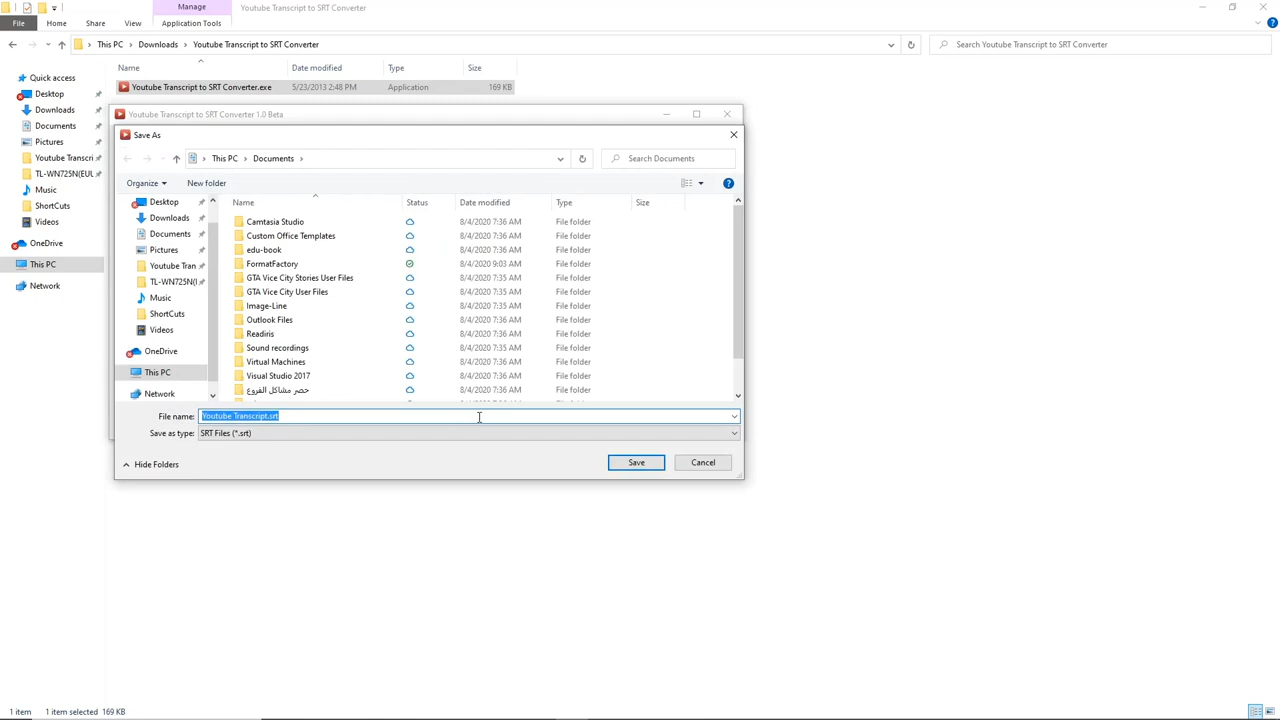 Manage
Youtube Transcript to SRT Converter
File
Home
Share
View
Application Tools
This PC
Downloads
Youtube Transcript to SRT Converter
Search Youtube Transcript to SRT Converter
Quick access
Desktop
Downloads
Documents
Pictures
Youtube Transcri
TL-WN725N(EU
Music
ShortCuts
Videos
OneDrive
This PC
Network
Name
Date modified
Type
Size
Youtube Transcript to SRT Converter.exe
5/23/2013 2:48 PM
Application
169 KB
Youtube Transcript to SRT Converter 1.0 Beta
Save As
This PC
Documents
Search Documents
Organize
New folder
Desktop
Downloads
Documents
Pictures
Youtube Tran
TL-WN725N(
Music
ShortCuts
Videos
OneDrive
This PC
Network
Name
Status
Date modified
Type
Size
Camtasia Studio 8/4/2020 7:36 AM File folder
Custom Office Templates 8/4/2020 7:36 AM File folder
edu-book 8/4/2020 7:36 AM File folder
FormatFactory 8/4/2020 9:03 AM File folder
GTA Vice City Stories User Files 8/4/2020 7:36 AM File folder
GTA Vice City User Files 8/4/2020 7:35 AM File folder
Image-Line 8/4/2020 7:35 AM File folder
Outlook Files 8/4/2020 7:36 AM File folder
Readiris 8/4/2020 7:36 AM File folder
Sound recordings 8/4/2020 7:35 AM File folder
Virtual Machines 8/4/2020 7:36 AM File folder
Visual Studio 2017 8/4/2020 7:36 AM File folder
حصر مشاكل الفروع 8/4/2020 7:36 AM File folder
File name: Youtube Transcript.srt
Save as type: SRT Files (*.srt)
Hide Folders
Save
Cancel
1 item
1 item selected 169 KB